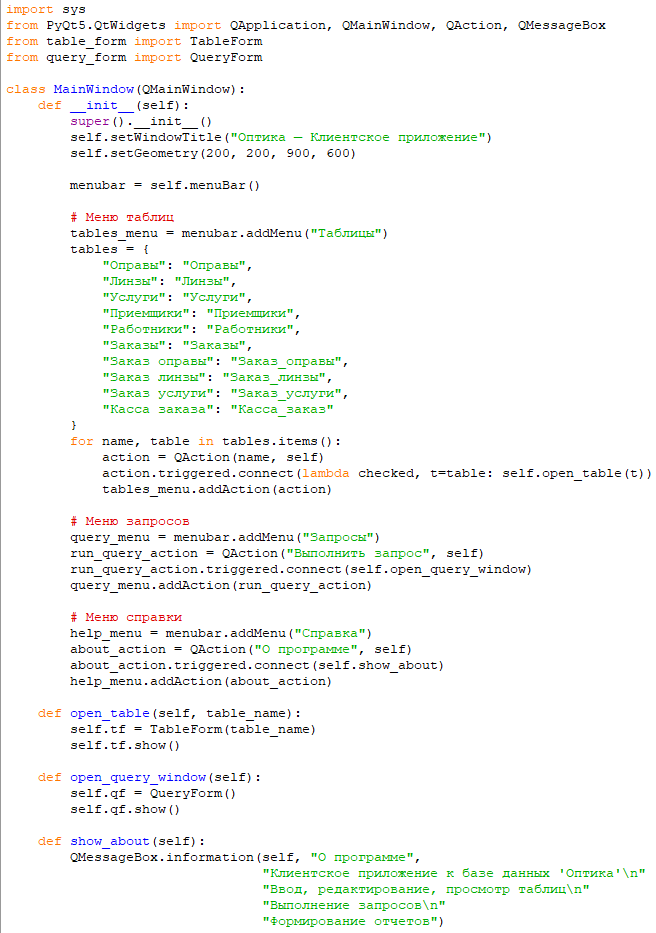 import sys
from PyQt5.QtWidgets import QApplication, QMainWindow, QAction, QMessageBox
from table_form import TableForm
from query_form import QueryForm

class MainWindow(QMainWindow):
    def __init__(self):
        super().__init__()
        self.setWindowTitle("Оптика — Клиентское приложение")
        self.setGeometry(200, 200, 900, 600)

        menubar = self.menuBar()

        # Меню таблиц
        tables_menu = menubar.addMenu("Таблицы")
        tables = {
            "Оправы": "Оправы",
            "Линзы": "Линзы",
            "Услуги": "Услуги",
            "Приемщики": "Приемщики",
            "Работники": "Работники",
            "Заказы": "Заказы",
            "Заказ оправы": "Заказ_оправы",
            "Заказ линзы": "Заказ_линзы",
            "Заказ услуги": "Заказ_услуги",
            "Касса заказа": "Касса_заказ"
        }
        for name, table in tables.items():
            action = QAction(name, self)
            action.triggered.connect(lambda checked, t=table: self.open_table(t))
            tables_menu.addAction(action)

        # Меню запросов
        query_menu = menubar.addMenu("Запросы")
        run_query_action = QAction("Выполнить запрос", self)
        run_query_action.triggered.connect(self.open_query_window)
        query_menu.addAction(run_query_action)

        # Меню справки
        help_menu = menubar.addMenu("Справка")
        about_action = QAction("О программе", self)
        about_action.triggered.connect(self.show_about)
        help_menu.addAction(about_action)

    def open_table(self, table_name):
        self.tf = TableForm(table_name)
        self.tf.show()

    def open_query_window(self):
        self.qf = QueryForm()
        self.qf.show()

    def show_about(self):
        QMessageBox.information(self, "О программе",
                                "Клиентское приложение к базе данных 'Оптика'\n"
                                "Ввод, редактирование, просмотр таблиц\n"
                                "Выполнение запросов\n"
                                "Формирование отчетов")